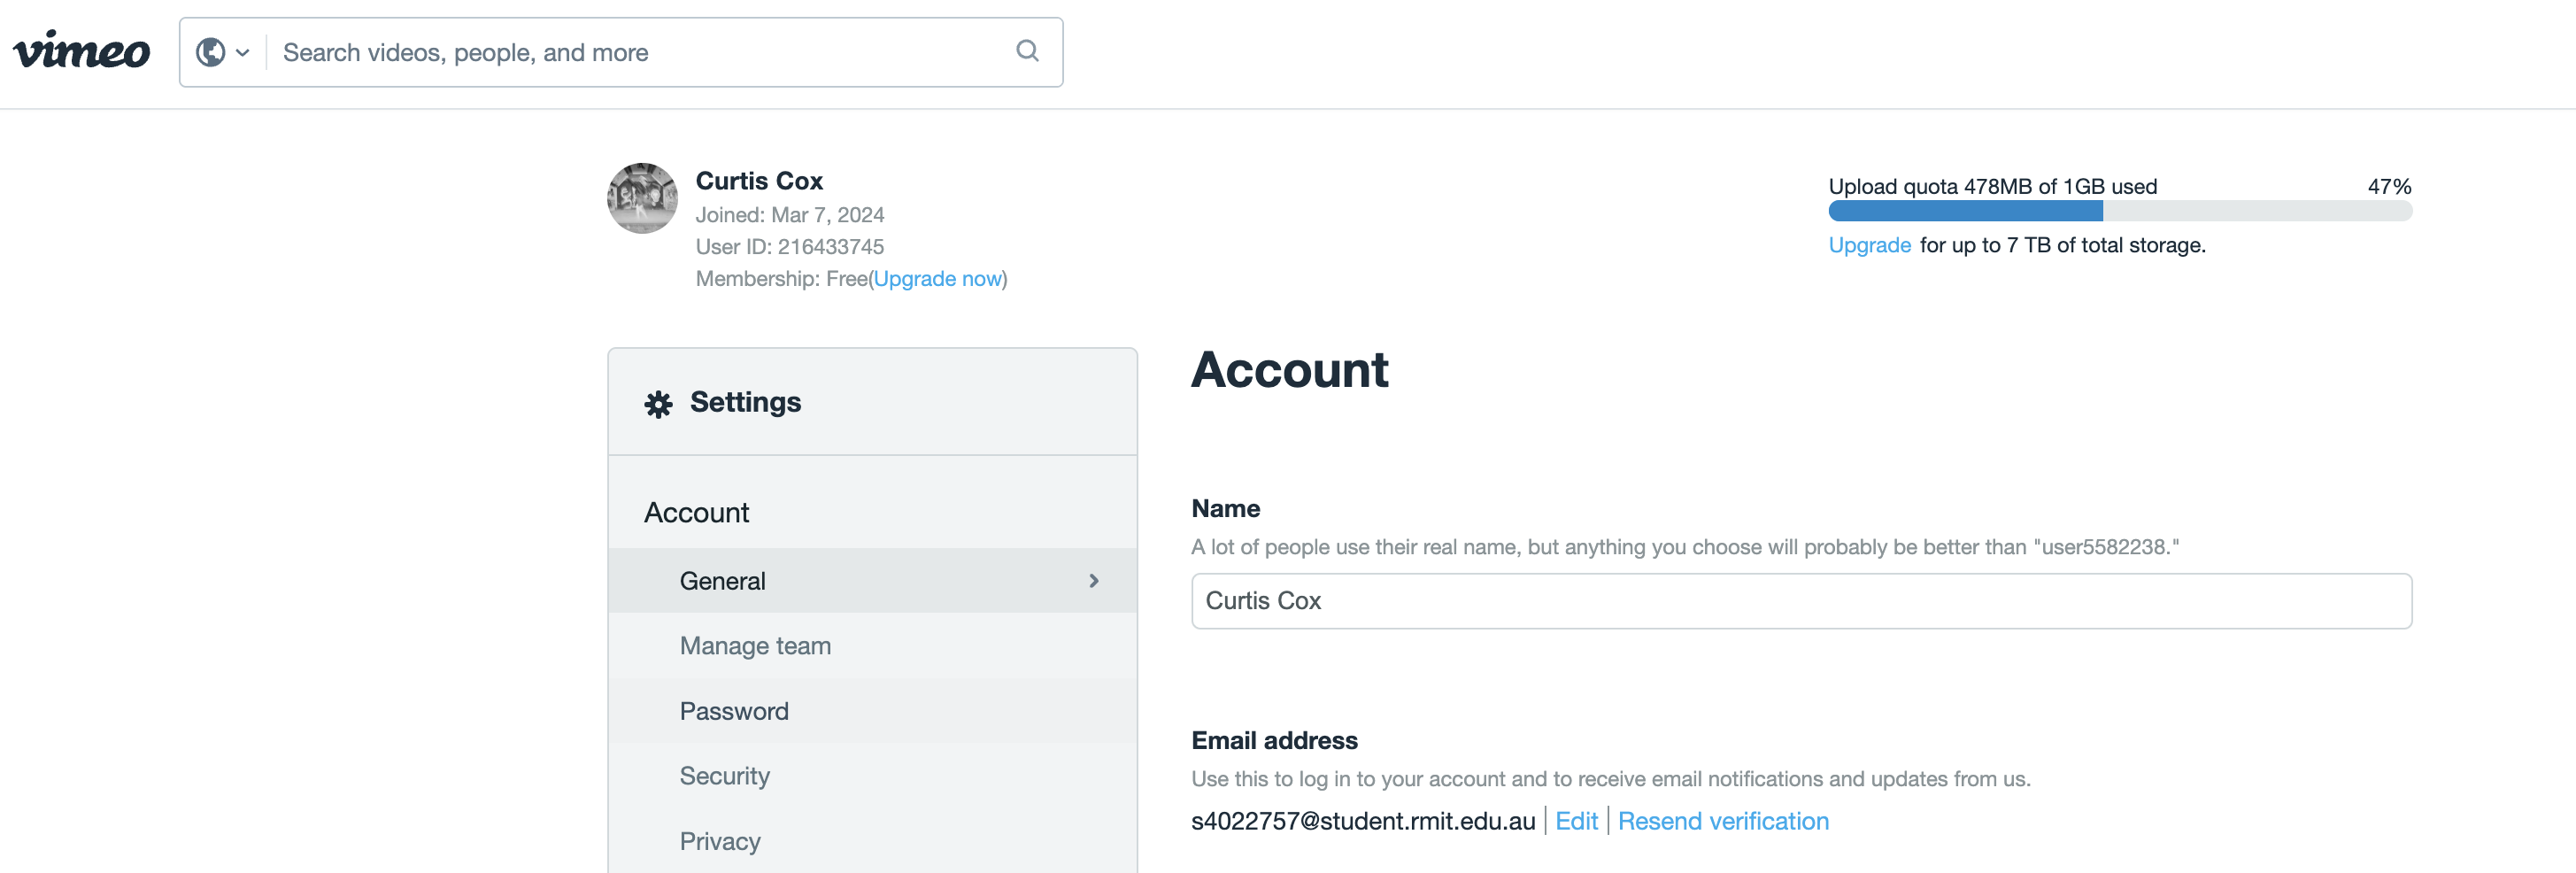 vimeo
Search videos, people, and more
Curtis Cox
Joined: Mar 7, 2024
User ID: 216433745
Membership: Free(Upgrade now)
Upload quota 478MB of 1GB used 47%
Upgrade for up to 7 TB of total storage.
Settings
Account
General
Manage team
Password
Security
Privacy
Account
Name
A lot of people use their real name, but anything you choose will probably be better than "user5582238."
Curtis Cox
Email address
Use this to log in to your account and to receive email notifications and updates from us.
s4022757@student.rmit.edu.au | Edit | Resend verification